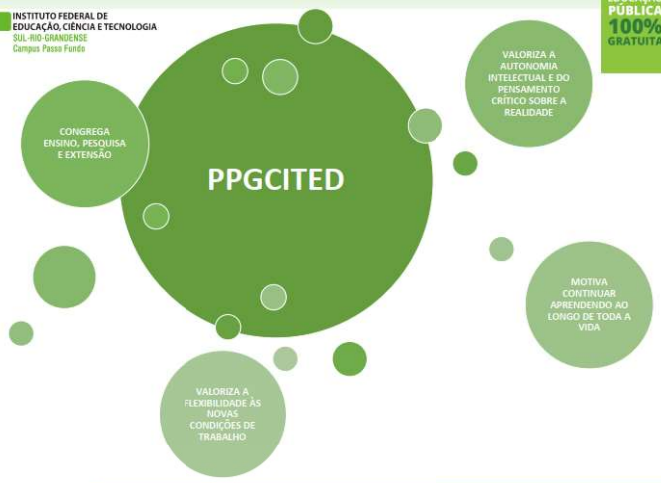 INSTITUTO FEDERAL DE
EDUCAÇÃO, CIÊNCIA E TECNOLOGIA
SUL-RIO-GRANDENSE
Campus Passo Fundo
PÚBLICA
100%
GRATUITA
VALORIZA A
AUTONOMIA
INTELECTUAL E DO
PENSAMENTO
CRÍTICO SOBRE A
REALIDADE
CONGREGA
ENSINO, PESQUISA
E EXTENSÃO
PPGCITED
MOTIVA
CONTINUAR
APRENDENDO AO
LONGO DE TODA A
VIDA
VALORIZA A
FLEXIBILIDADE ÀS
NOVAS
CONDIÇÕES DE
TRABALHO